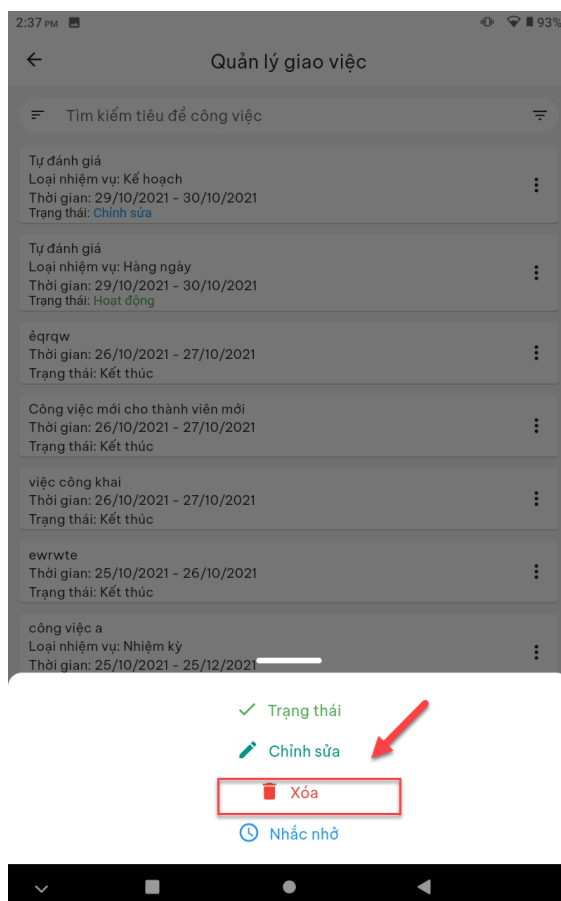 2:37 PM 93%
Quản lý giao việc
Tìm kiếm tiêu đề công việc
Tự đánh giá
Loại nhiệm vụ: Kế hoạch
Thời gian: 29/10/2021 - 30/10/2021
Trạng thái: Chỉnh sửa
Tự đánh giá
Loại nhiệm vụ: Hàng ngày
Thời gian: 29/10/2021 - 30/10/2021
Trạng thái: Hoạt động
ẻqrqw
Thời gian: 26/10/2021 - 27/10/2021
Trạng thái: Kết thúc
Công việc mới cho thành viên mới
Thời gian: 26/10/2021 - 27/10/2021
Trạng thái: Kết thúc
việc công khai
Thời gian: 26/10/2021 - 27/10/2021
Trạng thái: Kết thúc
ewrwte
Thời gian: 25/10/2021 - 26/10/2021
Trạng thái: Kết thúc
công việc a
Loại nhiệm vụ: Nhiệm kỳ
Thời gian: 25/10/2021 - 25/12/2021
Trạng thái
Chỉnh sửa
Xóa
Nhắc nhở